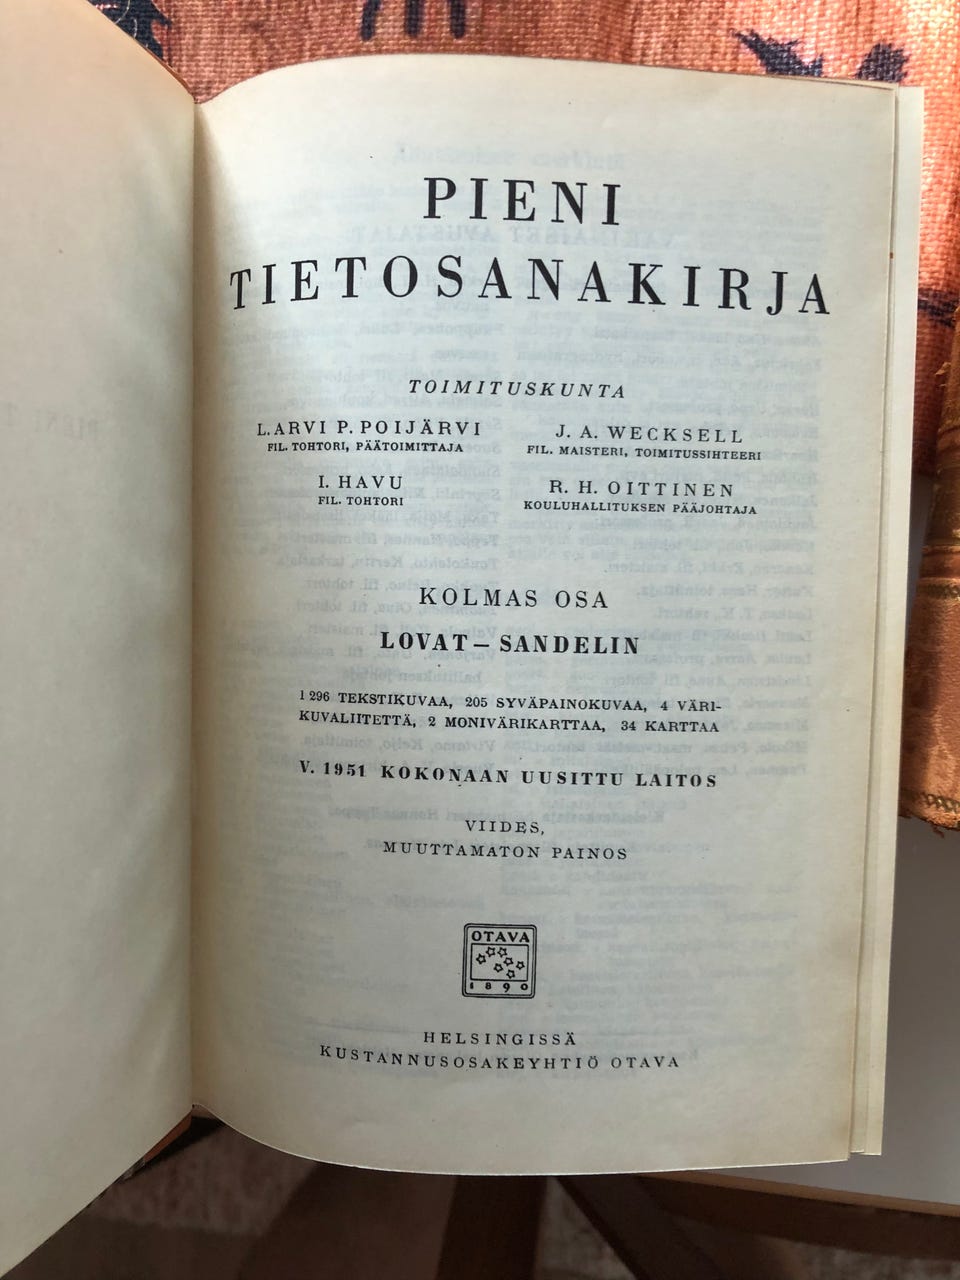 PIENI
TIETOSANAKIRJA
TOIMITUSKUNTA
L. ARVI P. POIJÄRVI
FIL. TOHTORI, PÄÄTOIMITTAJA
J. A. WECKSELL
FIL. MAISTERI, TOIMITUSSIHTEERI
I. HAVU
FIL. TOHTORI
R. H. OITTINEN
KOULUHALLITUKSEN PÄÄJOHTAJA
KOLMAS OSA
LOVAT – SANDELIN
1 296 TEKSTIKUVAA, 205 SYVÄPAINOKUVAA, 4 VÄRI-
KUVALIITETTÄ, 2 MONIVÄRIKARTTAA, 34 KARTTAA
V. 1951 KOKONAAN UUSITTU LAITOS
VIIDES,
MUUTTAMATON PAINOS
OTAVA
1890
HELSINGISSÄ
KUSTANNUSOSAKEYHTIÖ OTAVA